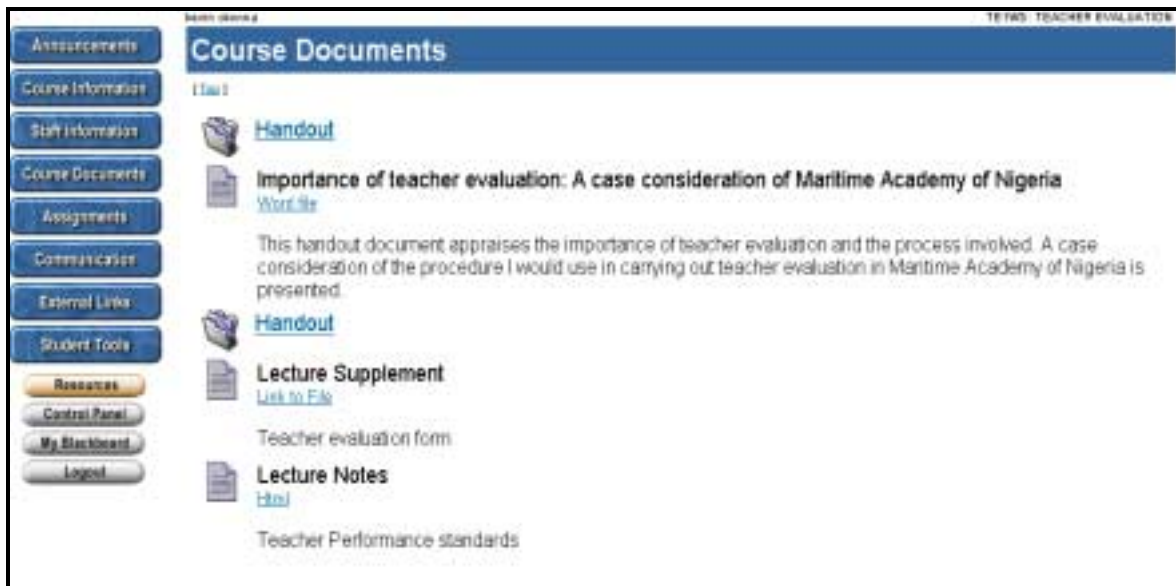 TEACHER EVALUATION
Announcements
Course Information
Staff Information
Course Documents
Assignments
Communication
External Links
Student Tools
Resources
Control Panel
My Blackboard
Logout
Course Documents
Handout
Importance of teacher evaluation: A case consideration of Maritime Academy of Nigeria
Word file
This handout document appraises the importance of teacher evaluation and the process involved. A case
consideration of the procedure I would use in carrying out teacher evaluation in Maritime Academy of Nigeria is
presented.
Handout
Lecture Supplement
Link to File
Teacher evaluation form
Lecture Notes
Html
Teacher Performance standards